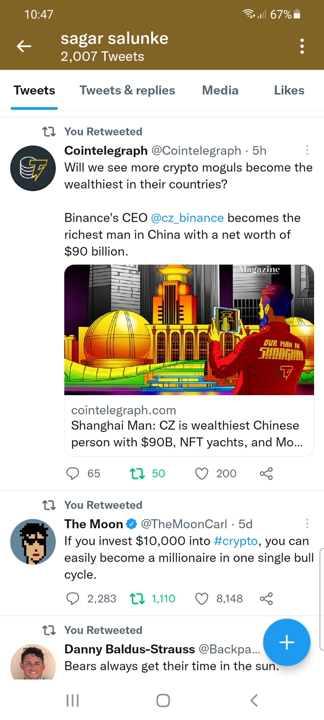 10:47
67%
sagar salunke
2,007 Tweets
Tweets
Tweets & replies
Media
Likes
You Retweeted
Cointelegraph @Cointelegraph · 5h
Will we see more crypto moguls become the
wealthiest in their countries?
Binance's CEO @cz_binance becomes the
richest man in China with a net worth of
$90 billion.
Magazine
OUR MAN IN
SHANGHAI
cointelegraph.com
Shanghai Man: CZ is wealthiest Chinese
person with $90B, NFT yachts, and Mo...
65
50
200
You Retweeted
The Moon @TheMoonCarl · 5d
If you invest $10,000 into #crypto, you can
easily become a millionaire in one single bull
cycle.
2,283
1,110
8,148
You Retweeted
Danny Baldus-Strauss @Backpa...
Bears always get their time in the sun.